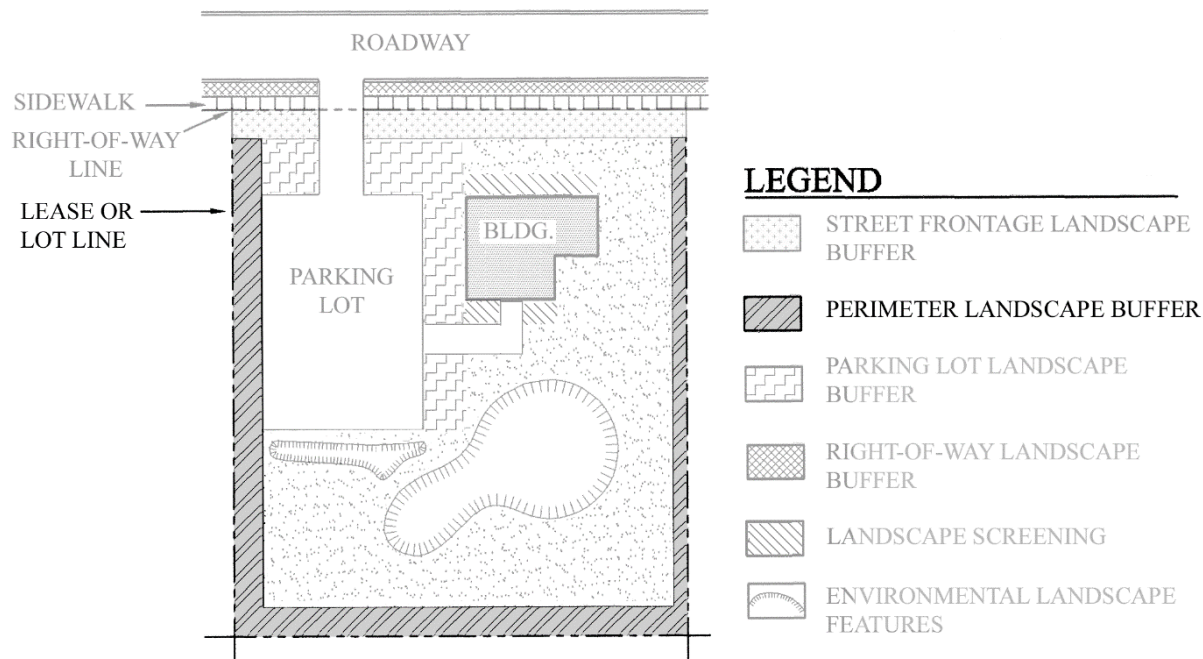 ROADWAY
SIDEWALK
RIGHT-OF-WAY
LINE
LEASE OR
LOT LINE
BLDG.
PARKING
LOT
LEGEND
STREET FRONTAGE LANDSCAPE
BUFFER
PERIMETER LANDSCAPE BUFFER
PARKING LOT LANDSCAPE
BUFFER
RIGHT-OF-WAY LANDSCAPE
BUFFER
LANDSCAPE SCREENING
ENVIRONMENTAL LANDSCAPE
FEATURES